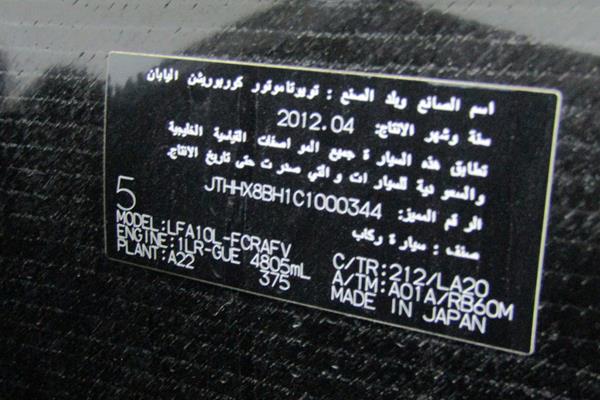 اسم الصانع وبلد الصنع : تويوتا موتور كوربوريشن اليابان
سنة وشهر الانتاج: 2012.04
تطابق هذه السيارة جميع المواصفات القياسية الخليجية
والسعودية للسيارات والتي صدرت حتى تاريخ الانتاج.
الرقم المميز: JTHHX8BH1C1000344
صنف : سيارة ركاب
5
MODEL:LFA10L-FCRAFV C/TR:212/LA20
ENGINE:1LR-GUE 4805mL A/TM:A01A/RB60M
PLANT:A22 375 MADE IN JAPAN